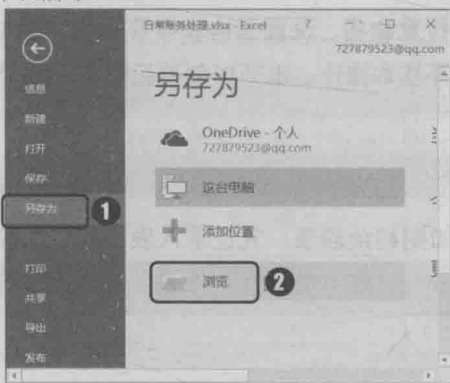 日常账务处理.xlsx - Excel ? - □ ×
727879523@qq.com
信息
新建
打开
保存
另存为
打印
共享
导出
发布
另存为
OneDrive - 个人
727879523@qq.com
这台电脑
添加位置
浏览
1
2